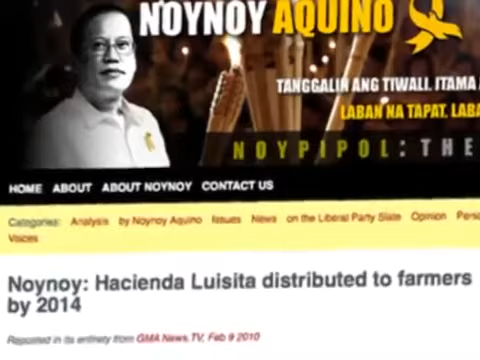 NOYNOY AQUINO
TANGGALIN ANG TIWALI. ITAMA
LABAN NA TAPAT. LABA
NOYPIPOL: THE
HOME ABOUT ABOUT NOYNOY CONTACT US
Categories: Analysis by Noynoy Aquino Issues News on the Liberal Party Slate Opinion Pers
Voices
Noynoy: Hacienda Luisita distributed to farmers
by 2014
Reposted in its entirety from GMA News.TV, Feb 9 2010